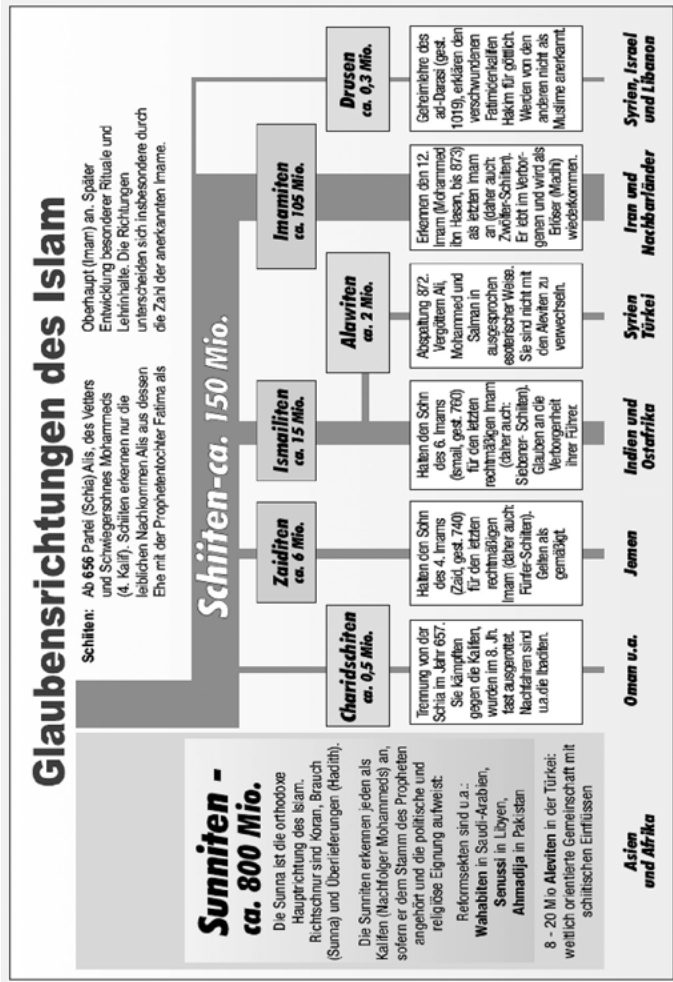 Glaubensrichtungen des Islam
Schiiten: Ab 656 Partei (Schia) Alis, des Vetters
und Schwiegersohnes Mohammeds
(4. Kalif). Schiiten erkennen nur die
leiblichen Nachkommen Alis aus dessen
Ehe mit der Prophetentochter Fatima als
Oberhaupt (Imam) an. Später
Entwicklung besonderer Rituale und
Lehrinhalte. Die Richtungen
unterscheiden sich insbesondere durch
die Zahl der anerkannten Imame.
Sunniten -
ca. 800 Mio.
Die Sunna ist die orthodoxe
Hauptrichtung des Islam.
Richtschnur sind Koran, Brauch
(Sunna) und Überlieferungen (Hadith).
Die Sunniten erkennen jeden als
Kalifen (Nachfolger Mohammeds) an,
sofern er dem Stamm des Propheten
angehört und die politische und
religiöse Eignung aufweist:
Reformsekten sind u.a.:
Wahabiten in Saudi-Arabien,
Senussi in Libyen,
Ahmadija in Pakistan
8 - 20 Mio Aleviten in der Türkei:
weltlich orientierte Gemeinschaft mit
schiitischen Einflüssen
Asien
und Afrika
Schiiten-ca. 150 Mio.
Charidschiten
ca. 0,5 Mio.
Trennung von der
Schia im Jahr 657.
Sie kämpften
gegen die Kalifen,
wurden im 8. Jh.
fast ausgerottet.
Nachfahren sind
u.a.die Ibaditen.
Oman u.a.
Zaiditen
ca. 6 Mio.
Halten den Sohn
des 4. Imams
(Zaid, gest. 740)
für den letzten
rechtmäßigen
Imam (daher auch:
Fünfer-Schiiten).
Gelten als
gemäßigt.
Jemen
Ismailiten
ca. 15 Mio.
Halten den Sohn
des 6. Imams
(Ismail, gest. 760)
für den letzten
rechtmäßigen Imam
(daher auch:
Siebener- Schiiten).
Glauben an die
Verborgenheit
ihrer Führer.
Indien und
Ostafrika
Alawiten
ca. 2 Mio.
Abspaltung 872.
Vergöttern Ali,
Mohammed und
Salman in
ausgesprochen
esoterischer Weise.
Sie sind nicht mit
den Aleviten zu
verwechseln.
Syrien
Türkei
Imamiten
ca. 105 Mio.
Erkennen den 12.
Imam (Mohammed
ibn Hasan, bis 873)
als letzten Imam
an (daher auch:
Zwölfer-Schiiten).
Er lebt im Verbor-
genen und wird als
Erlöser (Madhi)
wiederkommen.
Iran und
Nachbarländer
Drusen
ca. 0,3 Mio.
Geheimlehre des
ad-Darasi (gest.
1019), erklären den
verschwundenen
Fatimidenkalifen
Hakim für göttlich.
Werden von den
anderen nicht als
Muslime anerkannt.
Syrien, Israel
und Libanon